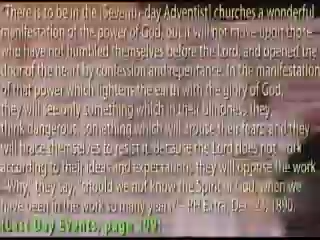 "There is to be in the [Seventh-day Adventist] churches a wonderful
manifestation of the power of God, but it will not move upon those
who have not humbled themselves before the Lord, and opened the
door of the heart by confession and repentance. In the manifestation
of that power which lightens the earth with the glory of God,
they will see only something which in their blindness, they
think dangerous, something which will arouse their fears and they
will brace themselves to resist it. Because the Lord does not work
according to their ideas and expectations, they will oppose the work.
'Why,' they say, 'should we not know the Spirit of God, when we
have been in the work so many years?'--RH Extra, Dec. 23, 1890.
(Last Day Events, page 209)